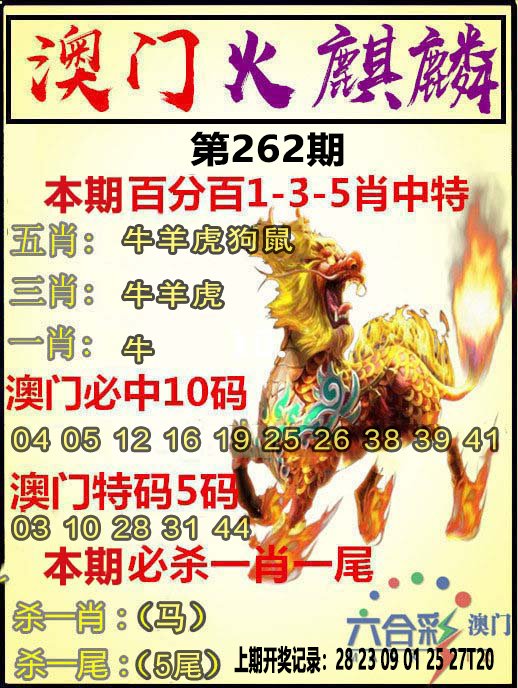 澳门火麒麟
第262期
本期百分百1-3-5肖中特
五肖：牛羊虎狗鼠
三肖：牛羊虎
一肖：牛
澳门必中10码
04 05 12 16 19 25 26 38 39 41
澳门特码5码
03 10 28 31 44
本期必杀一肖一尾
杀一肖：（马）
六合彩 澳门
杀一尾：（5尾）
上期开奖记录：28 23 09 01 25 27T20